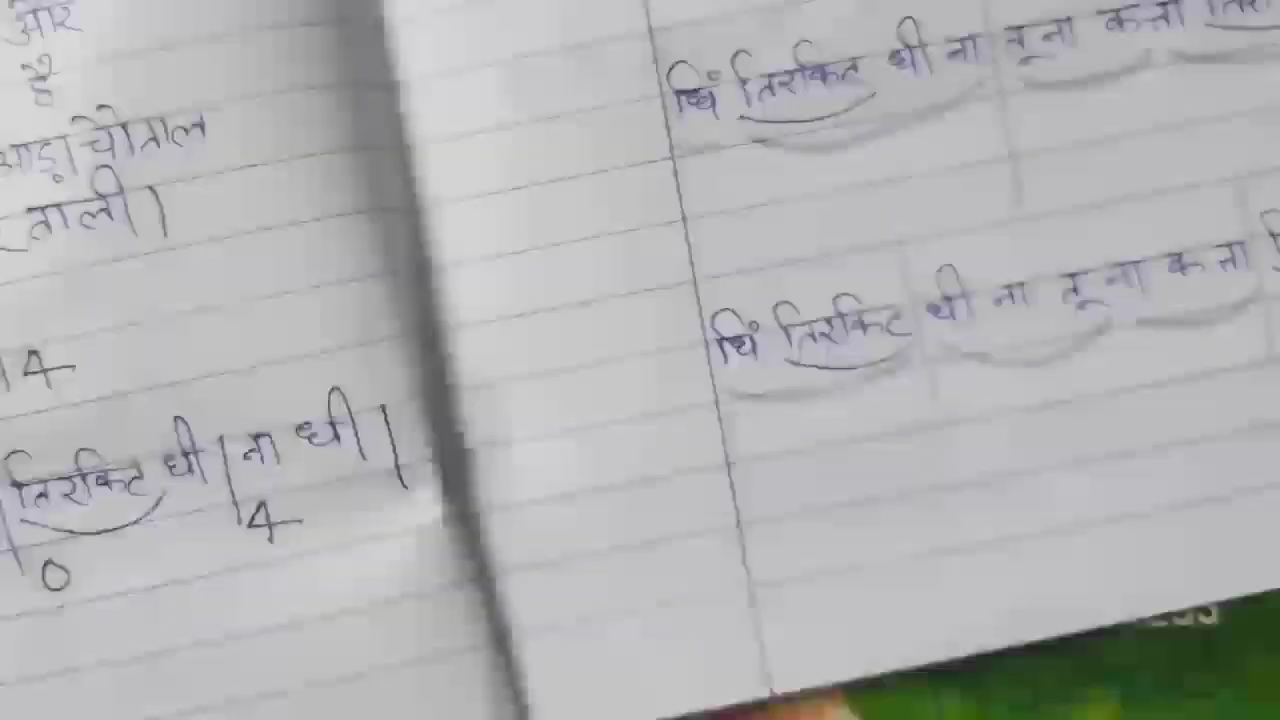 और
है
आड़ा चौताल
ताली।
14
तिरकिट धी | ना धी |
0 4
धिं तिरकिट धी ना तू ना क त्ता
धिं तिरकिट धी ना तू ना क त्ता